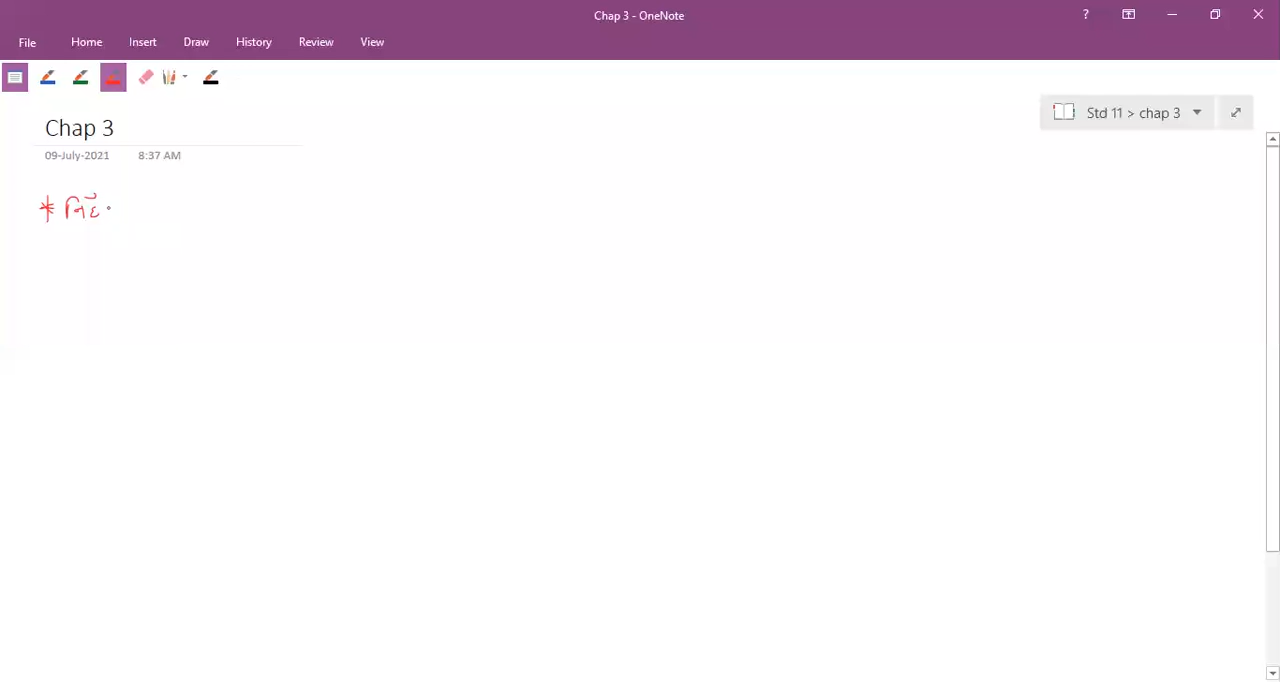 Chap 3 - OneNote
?
File Home Insert Draw History Review View
Std 11 > chap 3
Chap 3
09-July-2021 8:37 AM
*